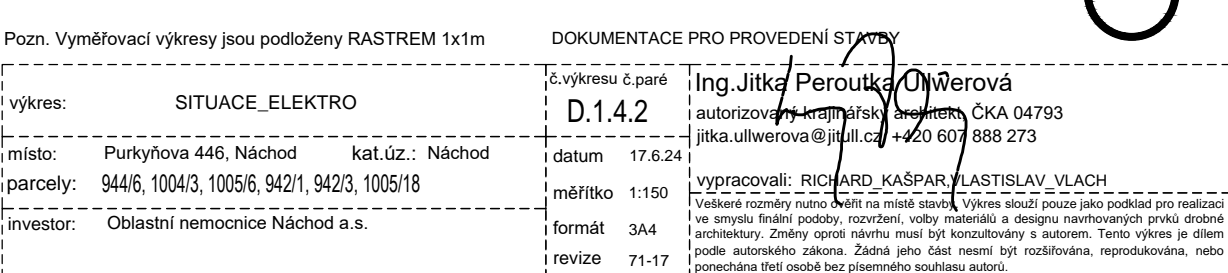 Pozn. Vyměřovací výkresy jsou podloženy RASTREM 1x1m
DOKUMENTACE PRO PROVEDENÍ STAVBY
výkres: SITUACE_ELEKTRO
č.výkresu č.paré
D.1.4.2
místo: Purkyňova 446, Náchod kat.úz.: Náchod
parcely: 944/6, 1004/3, 1005/6, 942/1, 942/3, 1005/18
investor: Oblastní nemocnice Náchod a.s.
datum 17.6.24
měřítko 1:150
formát 3A4
revize 71-17
Ing.Jitka Peroutka Ullwerová
autorizovaný krajinářský architekt, ČKA 04793
jitka.ullwerova@jitull.cz, +420 607 888 273
vypracovali: RICHARD_KAŠPAR,VLASTISLAV_VLACH
Veškeré rozměry nutno ověřit na místě stavby. Výkres slouží pouze jako podklad pro realizaci
ve smyslu finální podoby, rozvržení, volby materiálů a designu navrhovaných prvků drobné
architektury. Změny oproti návrhu musí být konzultovány s autorem. Tento výkres je dílem
podle autorského zákona. Žádná jeho část nesmí být rozšiřována, reprodukována, nebo
ponechána třetí osobě bez písemného souhlasu autorů.